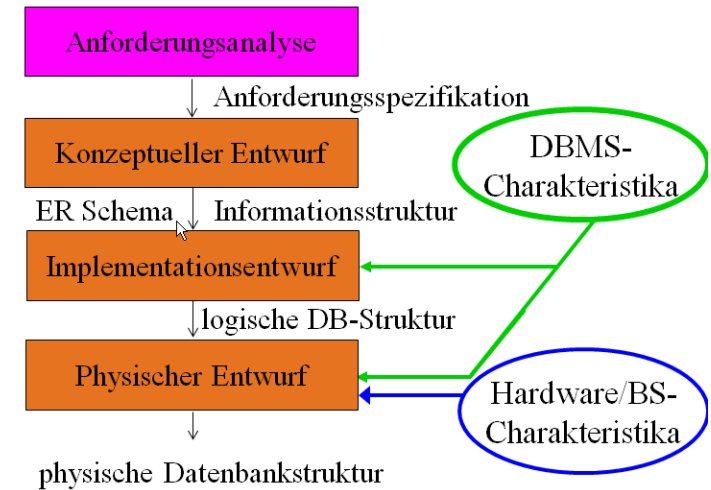 Anforderungsanalyse
Anforderungsspezifikation
Konzeptueller Entwurf
DBMS-
Charakteristika
ER Schema
Informationsstruktur
Implementationsentwurf
logische DB-Struktur
Physischer Entwurf
Hardware/BS-
Charakteristika
physische Datenbankstruktur